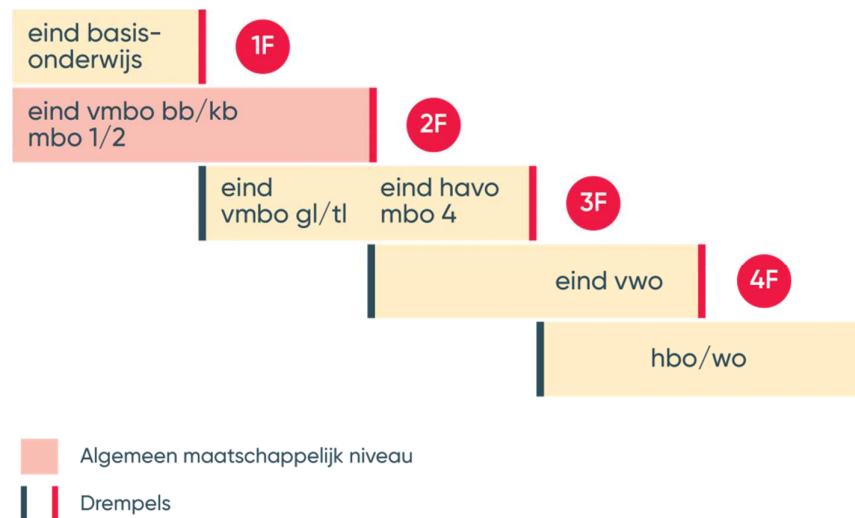 eind basis-
onderwijs
1F
eind vmbo bb/kb
mbo 1/2
2F
eind
vmbo gl/tl
eind havo
mbo 4
3F
eind vwo
4F
hbo/wo
Algemeen maatschappelijk niveau
Drempels